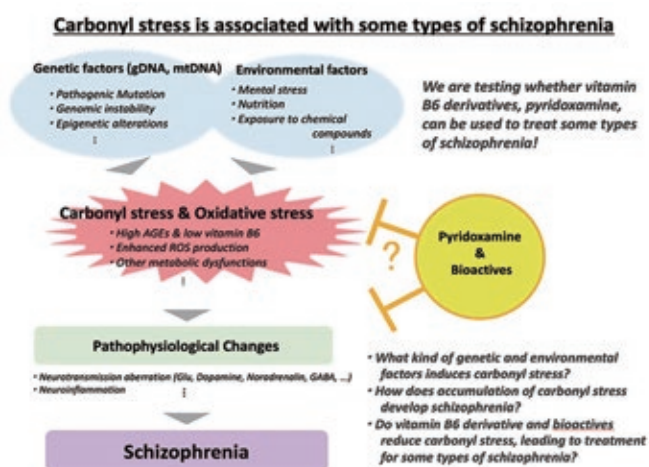 Carbonyl stress is associated with some types of schizophrenia
Genetic factors (gDNA, mtDNA)
• Pathogenic Mutation
• Genomic instability
• Epigenetic alterations
⋮
Environmental factors
• Mental stress
• Nutrition
• Exposure to chemical
compounds
⋮
We are testing whether vitamin
B6 derivatives, pyridoxamine,
can be used to treat some types
of schizophrenia!
Carbonyl stress & Oxidative stress
• High AGEs & low vitamin B6
• Enhanced ROS production
• Other metabolic dysfunctions
⋮
?
Pyridoxamine
&
Bioactives
Pathophysiological Changes
• Neurotransmission aberration (Glu, Dopamine, Noradrenalin, GABA, ...)
• Neuroinflammation
⋮
Schizophrenia
• What kind of genetic and environmental
factors induces carbonyl stress?
• How does accumulation of carbonyl stress
develop schizophrenia?
• Do vitamin B6 derivative and bioactives
reduce carbonyl stress, leading to treatment
for some types of schizophrenia?